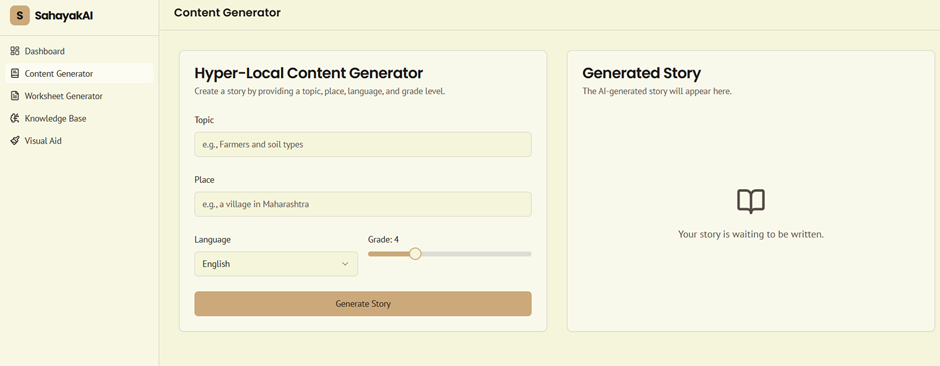 S SahayakAI
Dashboard
Content Generator
Worksheet Generator
Knowledge Base
Visual Aid
Content Generator
Hyper-Local Content Generator
Create a story by providing a topic, place, language, and grade level.
Topic
e.g., Farmers and soil types
Place
e.g., a village in Maharashtra
Language
English
Grade: 4
Generate Story
Generated Story
The AI-generated story will appear here.
Your story is waiting to be written.